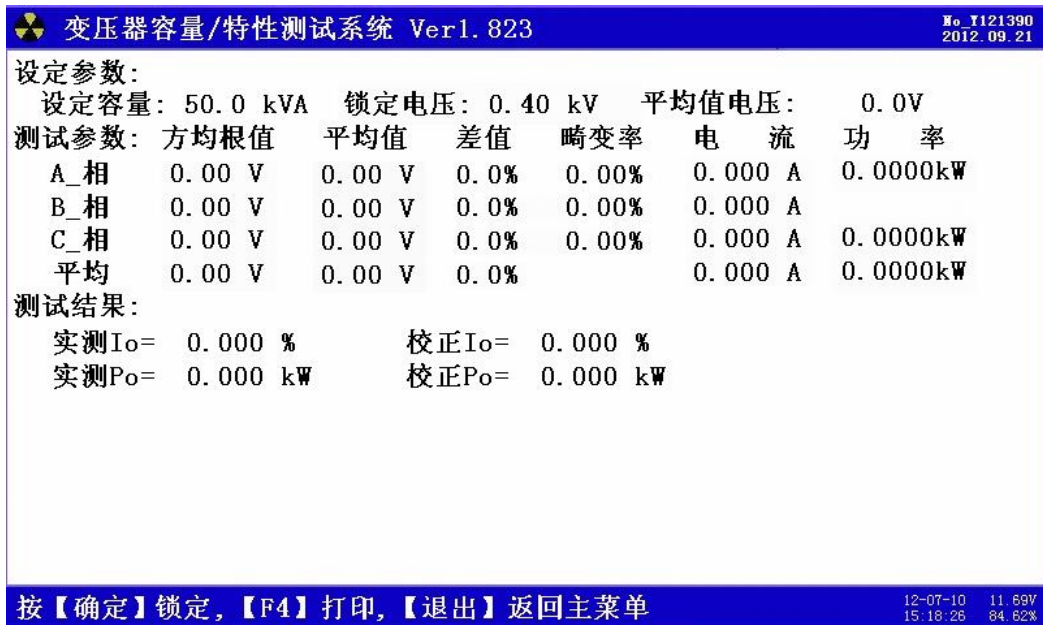 变压器容量/特性测试系统 Ver1.823
No_T121390
2012.09.21
设定参数:
设定容量: 50.0 kVA 锁定电压: 0.40 kV 平均值电压: 0.0V
测试参数: 方均根值 平均值 差值 畸变率 电 流 功 率
A_相 0.00 V 0.00 V 0.0% 0.00% 0.000 A 0.0000kW
B_相 0.00 V 0.00 V 0.0% 0.00% 0.000 A
C_相 0.00 V 0.00 V 0.0% 0.00% 0.000 A 0.0000kW
平均 0.00 V 0.00 V 0.0% 0.000 A 0.0000kW
测试结果:
实测Io= 0.000 % 校正Io= 0.000 %
实测Po= 0.000 kW 校正Po= 0.000 kW
按【确定】锁定,【F4】打印,【退出】返回主菜单
12-07-10 11.69V
15:18:26 84.62%